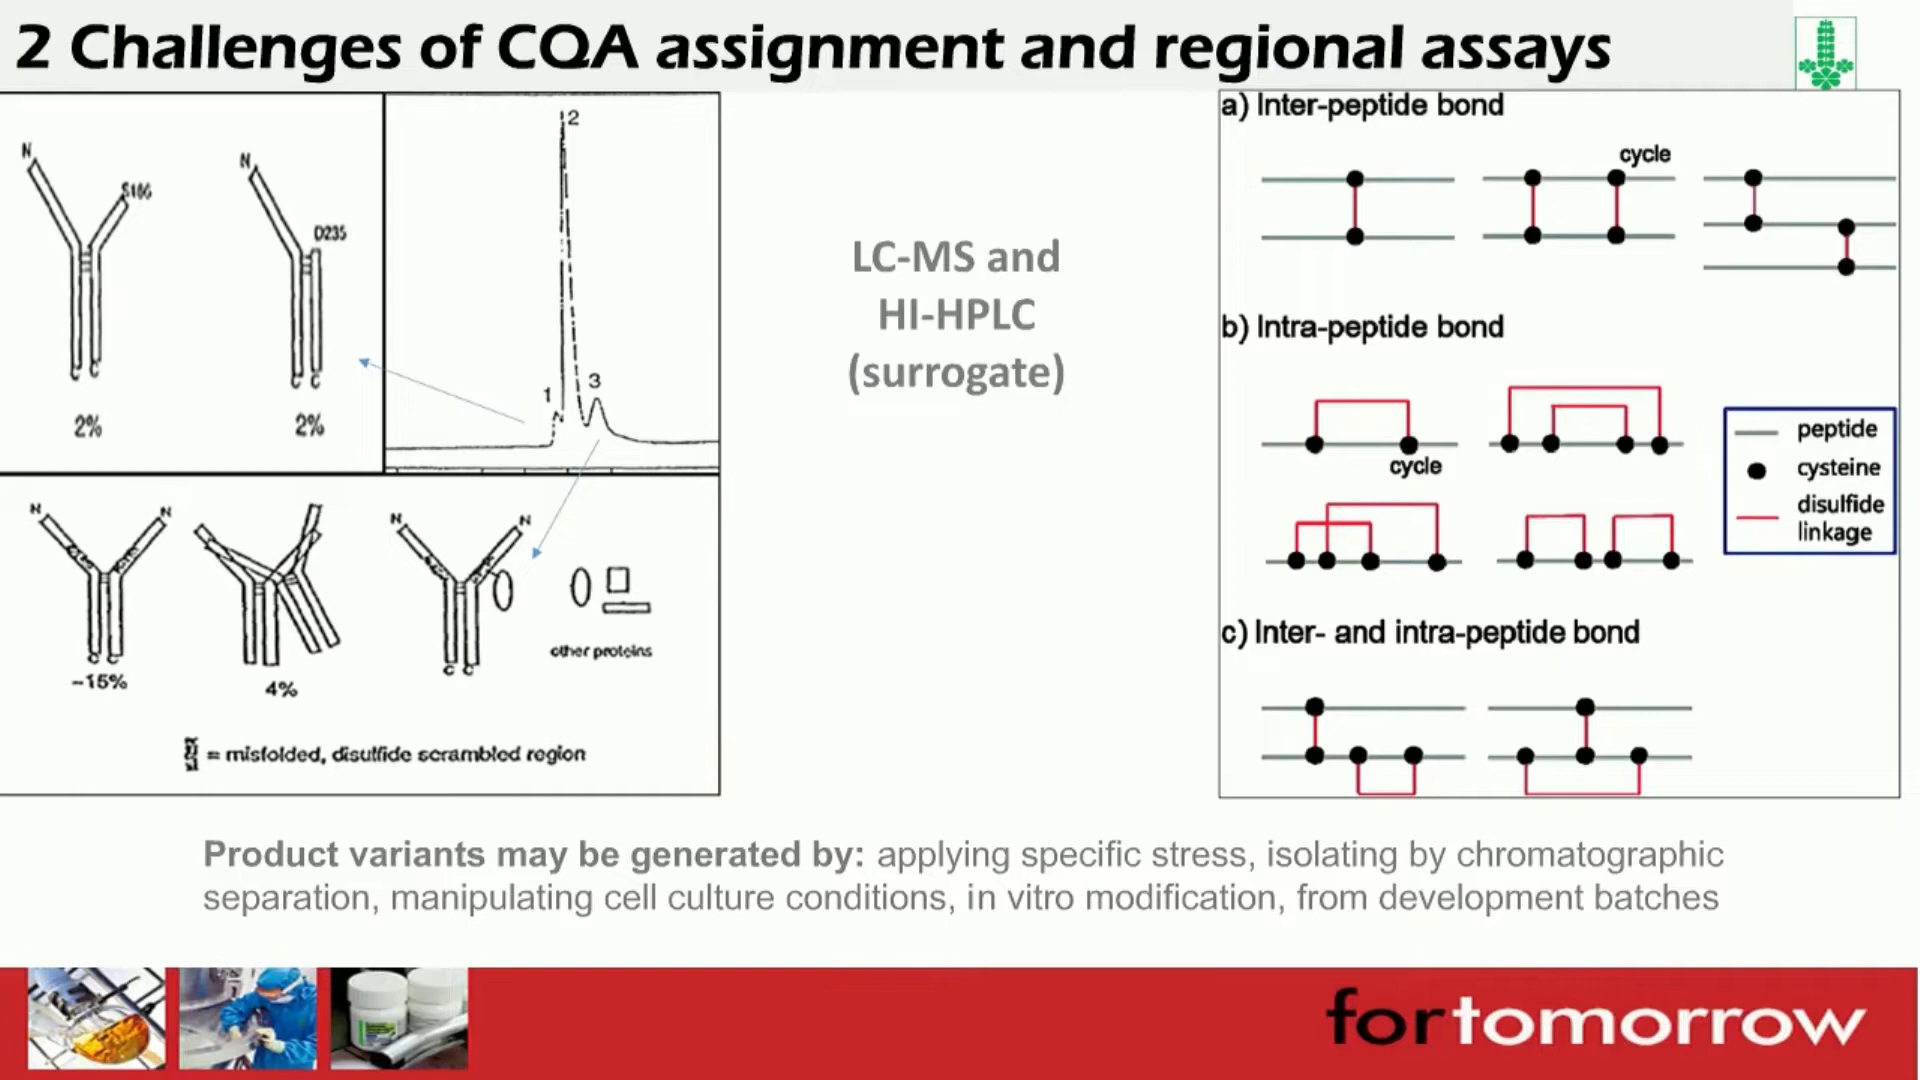 2 Challenges of CQA assignment and regional assays
N
S166
2%
N
D235
C C
2%
1
2
3
N
N
C C
~15%
4%
N
N
C C
other proteins
= misfolded, disulfide scrambled region
LC-MS and
HI-HPLC
(surrogate)
a) Inter-peptide bond
cycle
b) Intra-peptide bond
cycle
peptide
cysteine
disulfide
linkage
c) Inter- and intra-peptide bond
Product variants may be generated by: applying specific stress, isolating by chromatographic
separation, manipulating cell culture conditions, in vitro modification, from development batches
fortomorrow